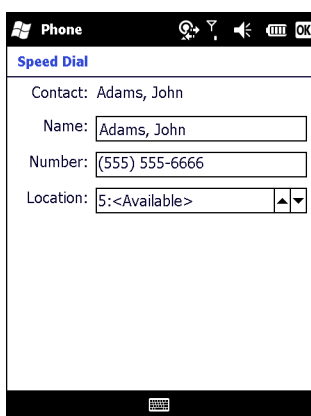 Phone
OK
Speed Dial
Contact: Adams, John
Name: Adams, John
Number: (555) 555-6666
Location: 5:<Available>